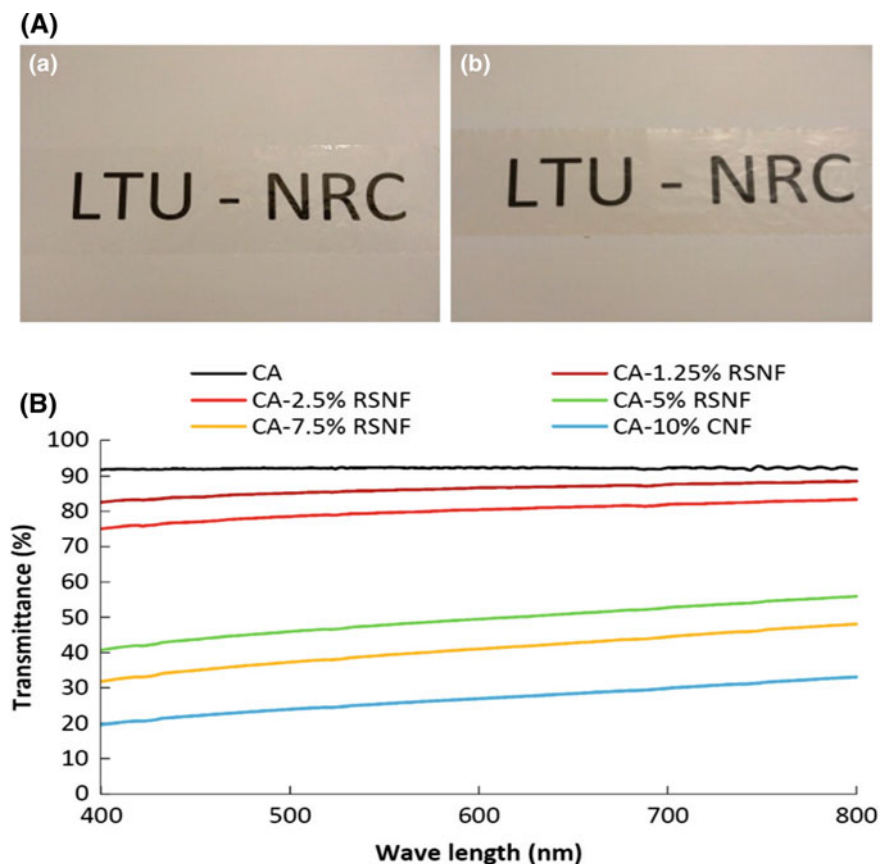 (A)
(a)
(b)
LTU - NRC
LTU - NRC
CA
CA-1.25% RSNF
CA-2.5% RSNF
CA-5% RSNF
CA-7.5% RSNF
CA-10% CNF
(B)
100
90
80
70
60
50
40
30
20
10
0
Transmittance (%)
400
500
600
700
800
Wave length (nm)